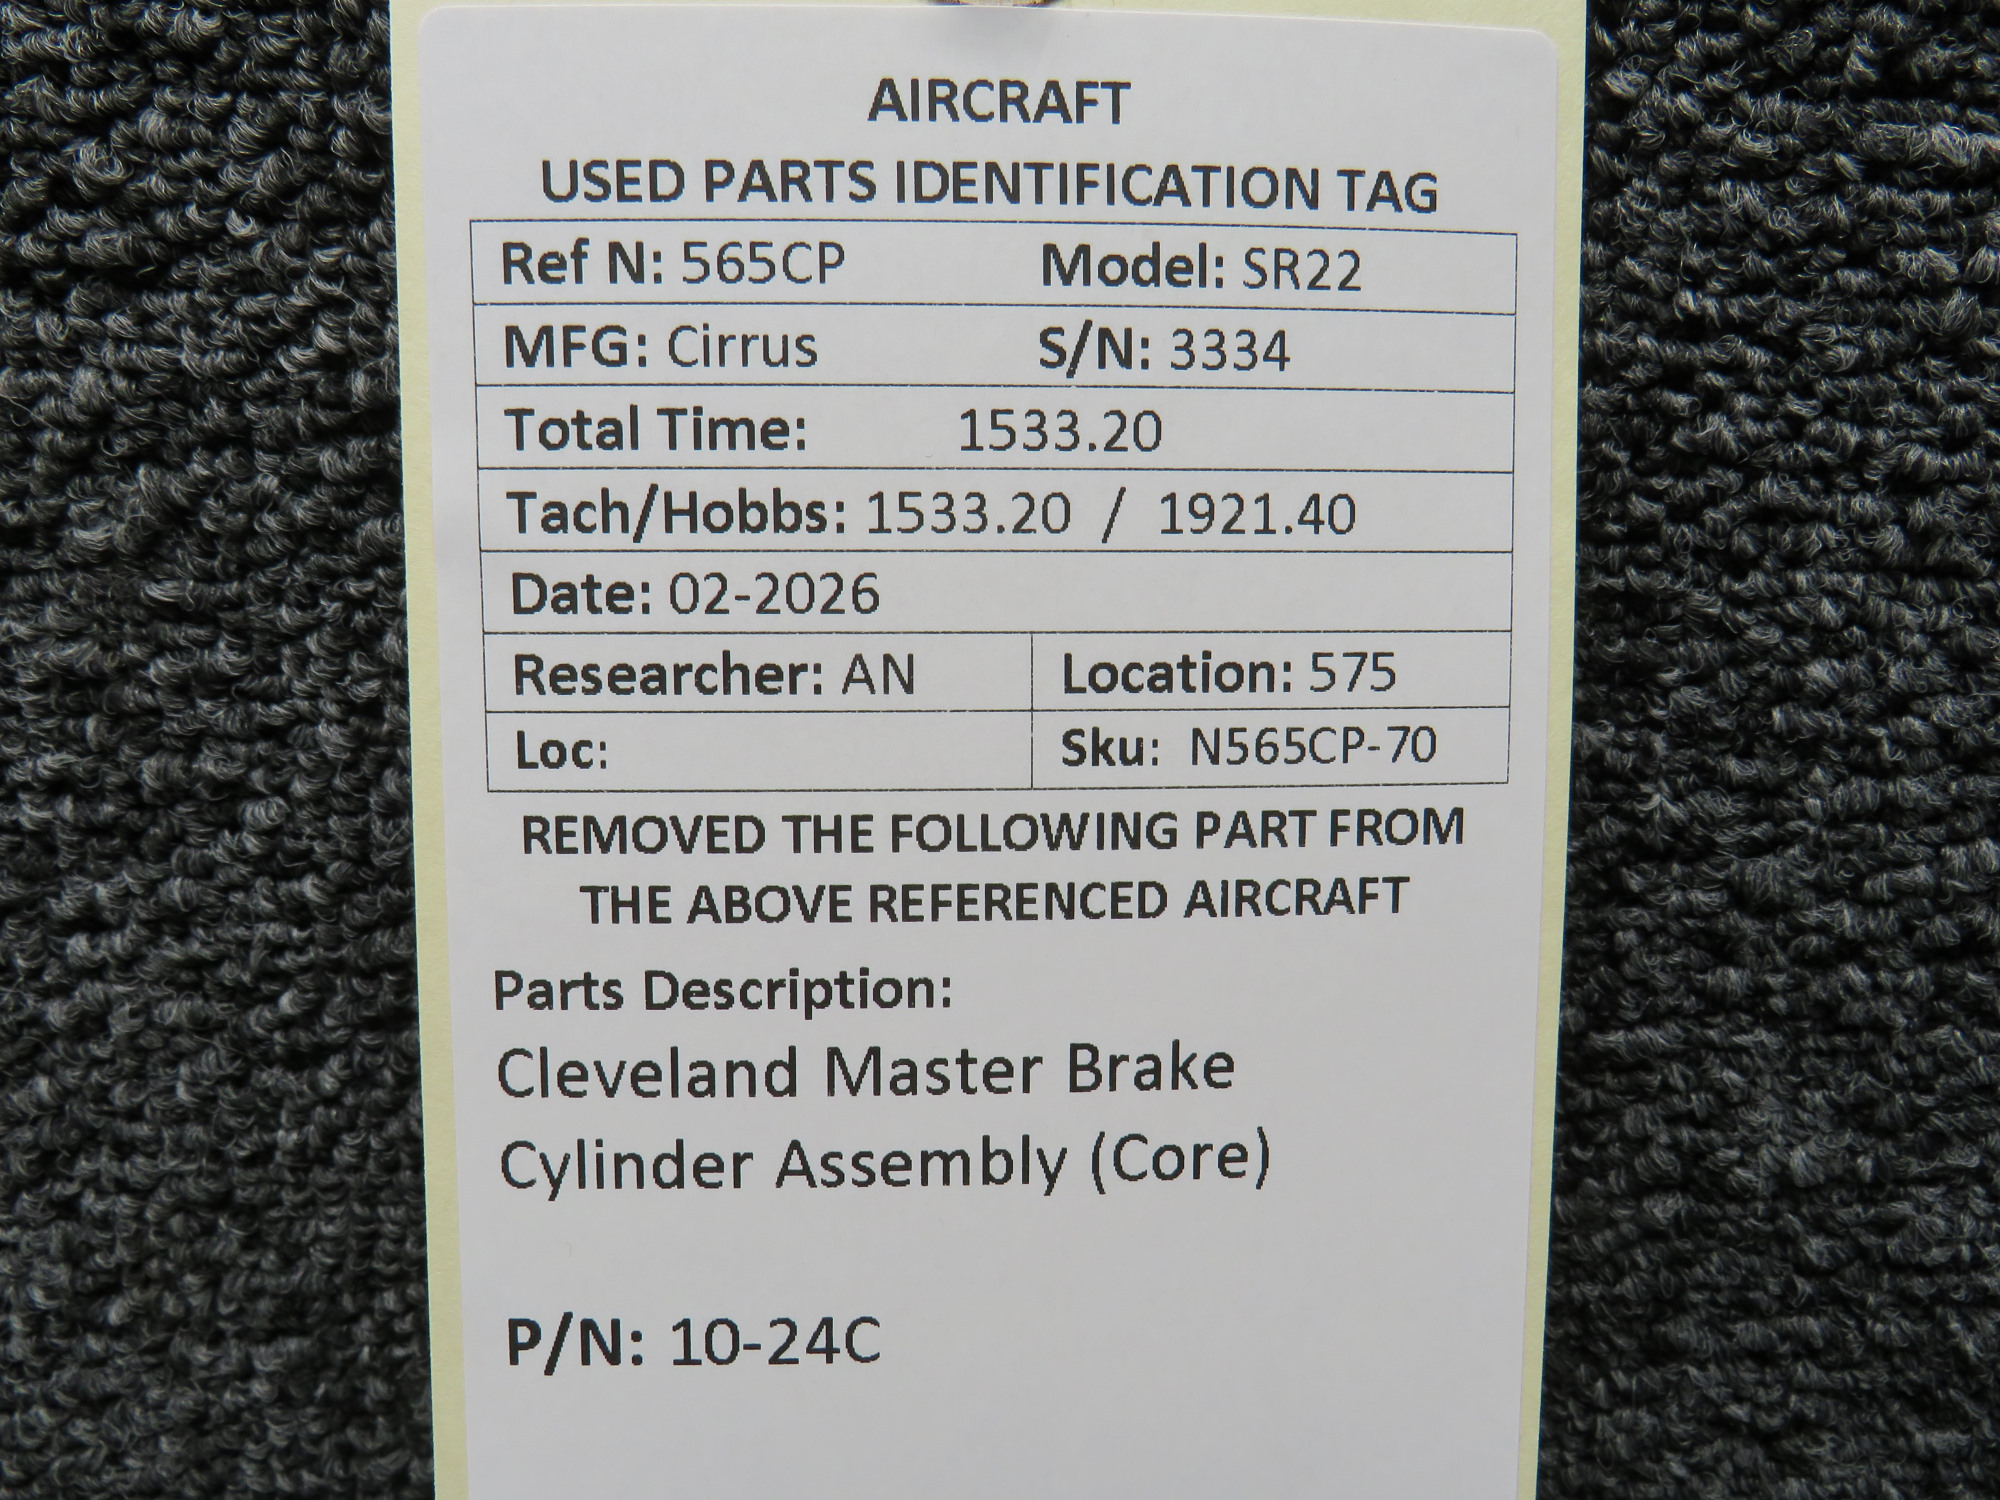 AIRCRAFT
USED PARTS IDENTIFICATION TAG
Ref N: 565CP Model: SR22
MFG: Cirrus S/N: 3334
Total Time: 1533.20
Tach/Hobbs: 1533.20 / 1921.40
Date: 02-2026
Researcher: AN Location: 575
Loc: Sku: N565CP-70
REMOVED THE FOLLOWING PART FROM
THE ABOVE REFERENCED AIRCRAFT
Parts Description:
Cleveland Master Brake
Cylinder Assembly (Core)
P/N: 10-24C